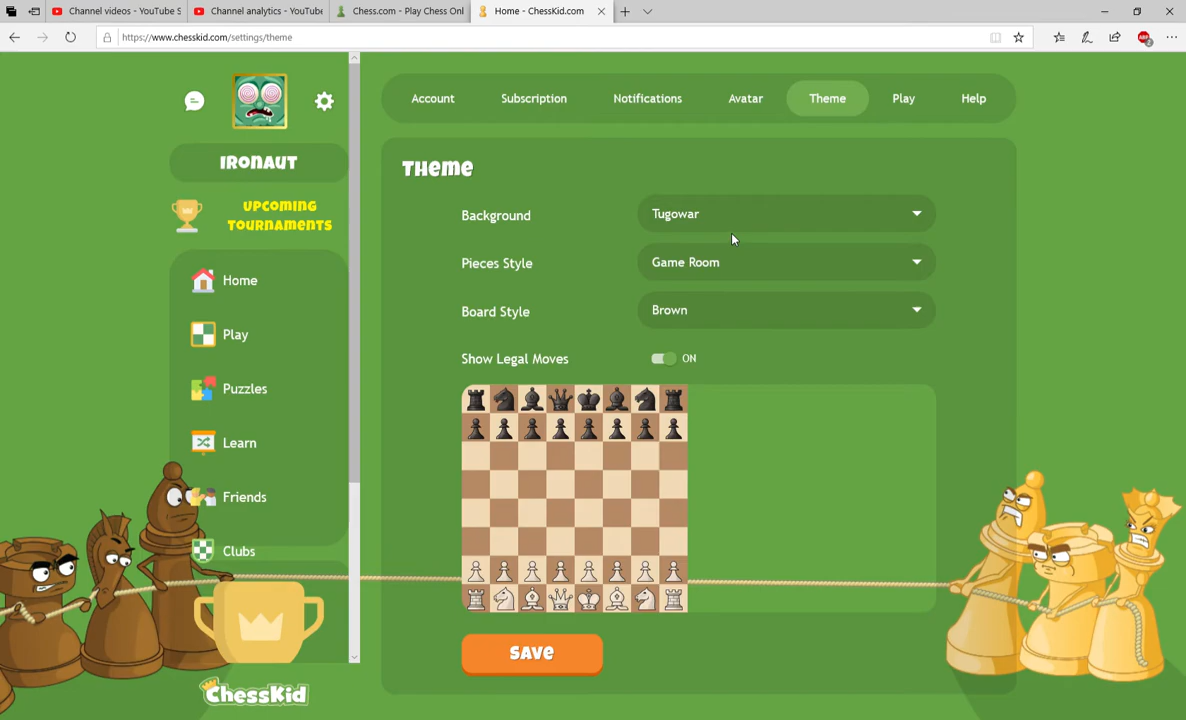 Channel videos - YouTube S
Channel analytics - YouTube
Chess.com - Play Chess Onl
Home - ChessKid.com
https://www.chesskid.com/settings/theme
ABP
2
Account
Subscription
Notifications
Avatar
Theme
Play
Help
IRONAUT
UPCOMING
TOURNAMENTS
Home
Play
Puzzles
Learn
Friends
Clubs
ChessKid
THEME
Background
Tugowar
Pieces Style
Game Room
Board Style
Brown
Show Legal Moves
ON
SAVE